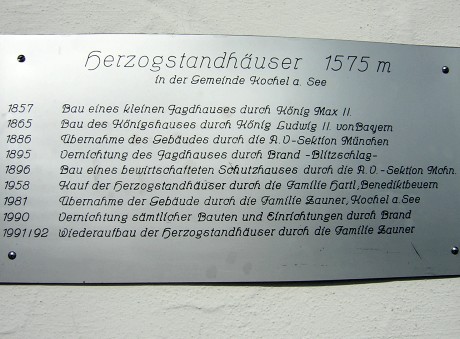 Herzogstandhäuser 1575 m
in der Gemeinde Kochel a. See
1857 Bau eines kleinen Jagdhauses durch König Max II.
1865 Bau des Königshauses durch König Ludwig II. von Bayern
1886 Übernahme des Gebäudes durch die A.V.-Sektion München
1895 Vernichtung des Jagdhauses durch Brand -Blitzschlag-
1896 Bau eines bewirtschafteten Schutzhauses durch die A.V.-Sektion Mchn.
1958 Kauf der Herzogstandhäuser durch die Familie Hartl, Benediktbeuern
1981 Übernahme der Gebäude durch die Familie Zauner, Kochel a. See
1990 Vernichtung sämtlicher Bauten und Einrichtungen durch Brand
1991/92 Wiederaufbau der Herzogstandhäuser durch die Familie Zauner